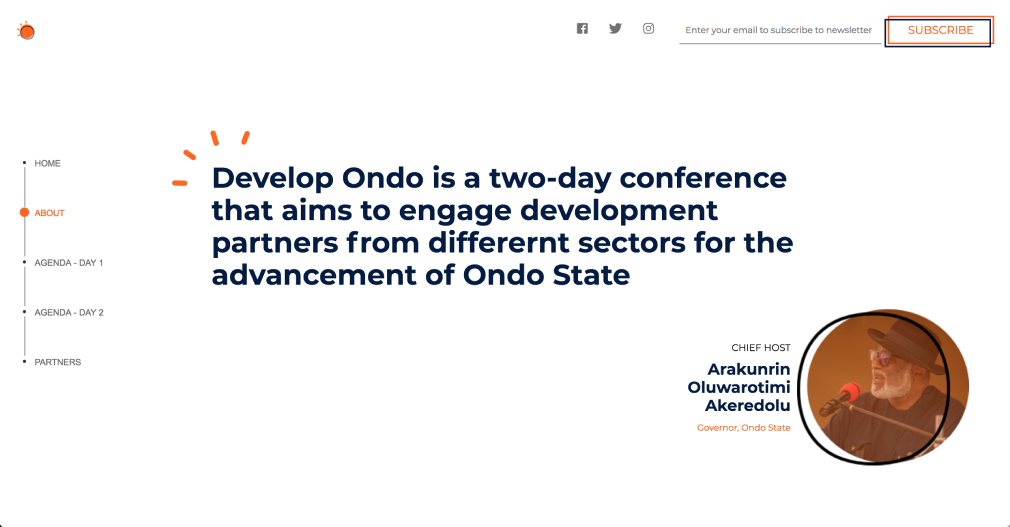 Enter your email to subscribe to newsletter
SUBSCRIBE
HOME
ABOUT
AGENDA - DAY 1
AGENDA - DAY 2
PARTNERS
Develop Ondo is a two-day conference
that aims to engage development
partners from differernt sectors for the
advancement of Ondo State
CHIEF HOST
Arakunrin
Oluwarotimi
Akeredolu
Governor, Ondo State